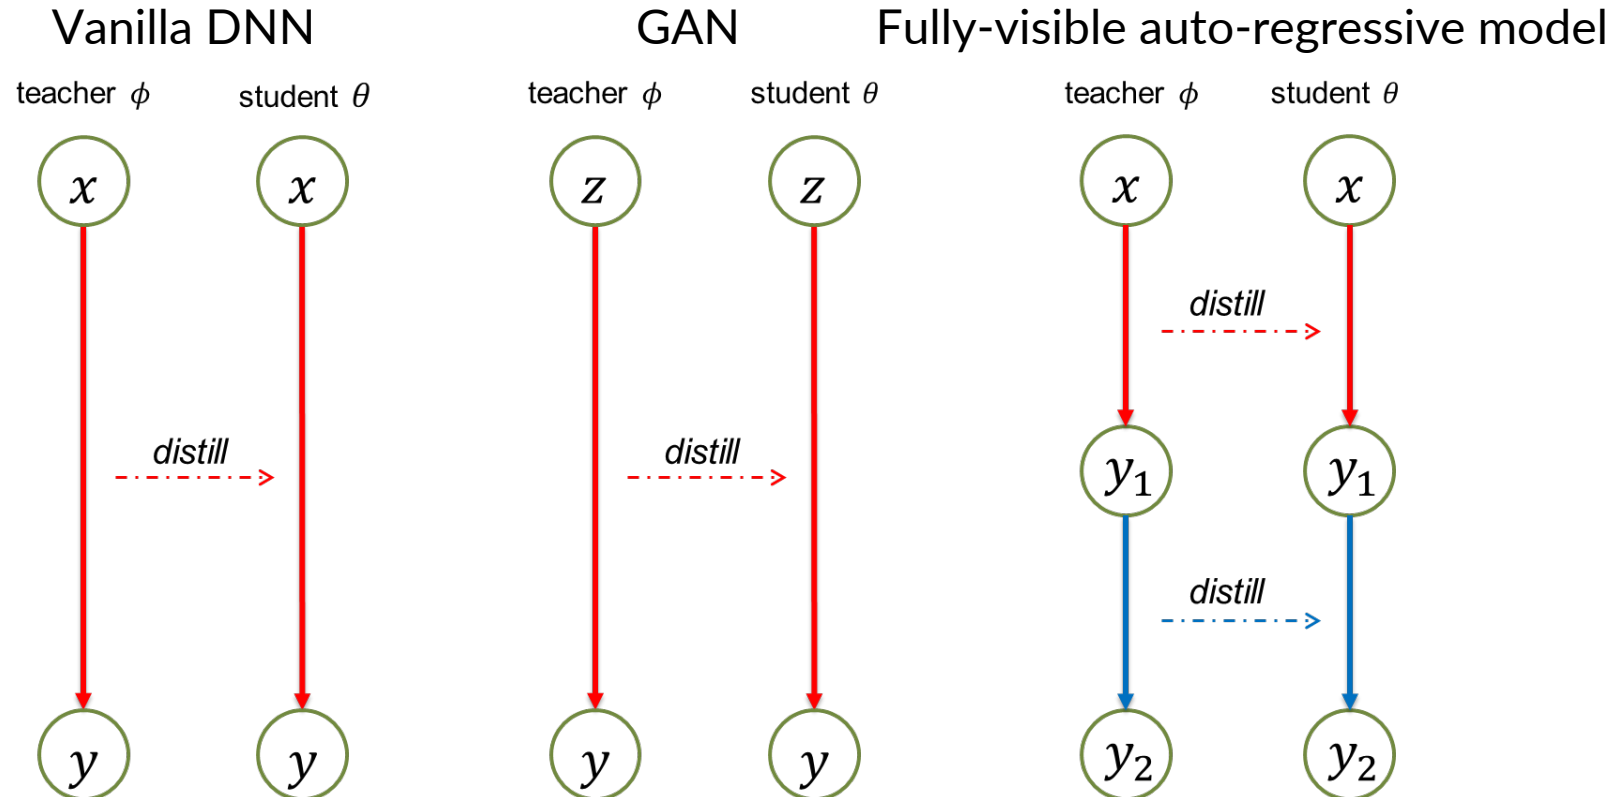 Vanilla DNN
teacher ϕ
student θ
x
x
distill
y
y
GAN
teacher ϕ
student θ
z
z
distill
y
y
Fully-visible auto-regressive model
teacher ϕ
student θ
x
x
distill
y₁
y₁
distill
y₂
y₂